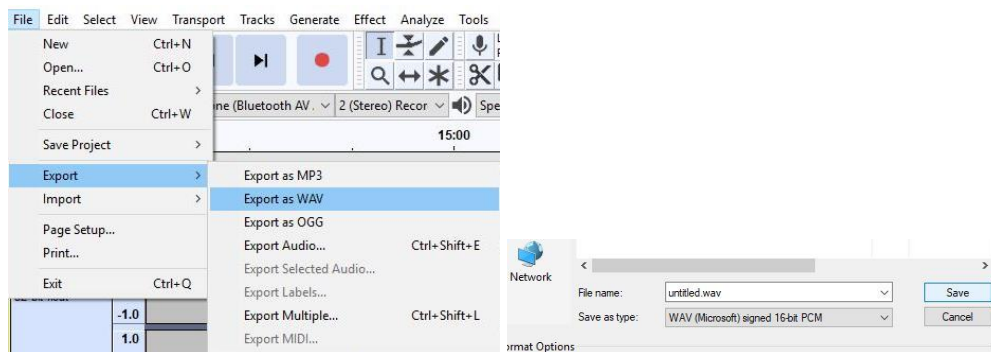 File Edit Select View Transport Tracks Generate Effect Analyze Tools
New Ctrl+N
Open... Ctrl+O
Recent Files >
Close Ctrl+W
Save Project >
Export >
Import >
Page Setup...
Print...
Exit Ctrl+Q
(Bluetooth AV. 2 (Stereo) Recor Spe
15:00
Export as MP3
Export as WAV
Export as OGG
Export Audio... Ctrl+Shift+E
Export Selected Audio...
Export Labels...
Export Multiple... Ctrl+Shift+L
Export MIDI...
-1.0
1.0
Network
File name: untitled.wav Save
Save as type: WAV (Microsoft) signed 16-bit PCM Cancel
ormat Options